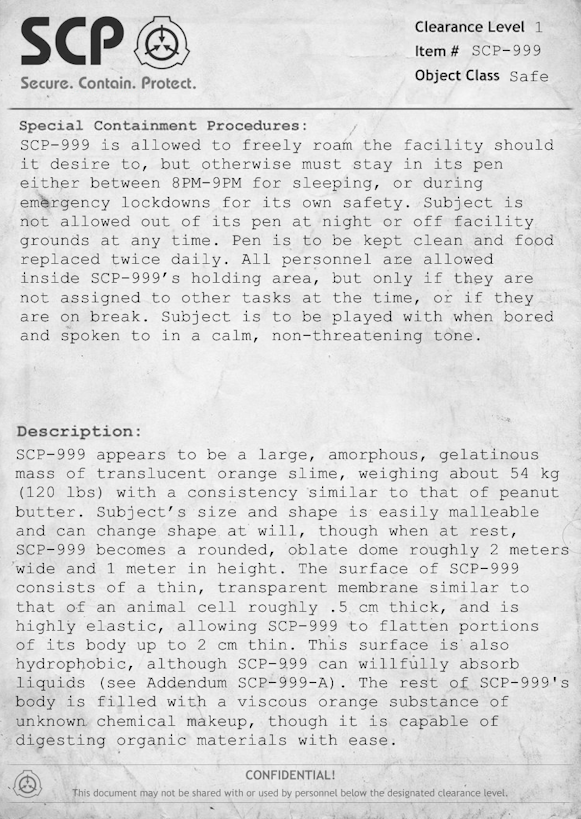 SCP
Secure. Contain. Protect.
Clearance Level 1
Item # SCP-999
Object Class Safe
Special Containment Procedures:
SCP-999 is allowed to freely roam the facility should
it desire to, but otherwise must stay in its pen
either between 8PM-9PM for sleeping, or during
emergency lockdowns for its own safety. Subject is
not allowed out of its pen at night or off facility
grounds at any time. Pen is to be kept clean and food
replaced twice daily. All personnel are allowed
inside SCP-999’s holding area, but only if they are
not assigned to other tasks at the time, or if they
are on break. Subject is to be played with when bored
and spoken to in a calm, non-threatening tone.
Description:
SCP-999 appears to be a large, amorphous, gelatinous
mass of translucent orange slime, weighing about 54 kg
(120 lbs) with a consistency similar to that of peanut
butter. Subject’s size and shape is easily malleable
and can change shape at will, though when at rest,
SCP-999 becomes a rounded, oblate dome roughly 2 meters
wide and 1 meter in height. The surface of SCP-999
consists of a thin, transparent membrane similar to
that of an animal cell roughly .5 cm thick, and is
highly elastic, allowing SCP-999 to flatten portions
of its body up to 2 cm thin. This surface is also
hydrophobic, although SCP-999 can willfully absorb
liquids (see Addendum SCP-999-A). The rest of SCP-999's
body is filled with a viscous orange substance of
unknown chemical makeup, though it is capable of
digesting organic materials with ease.
CONFIDENTIAL!
This document may not be shared with or used by personnel below the designated clearance level.